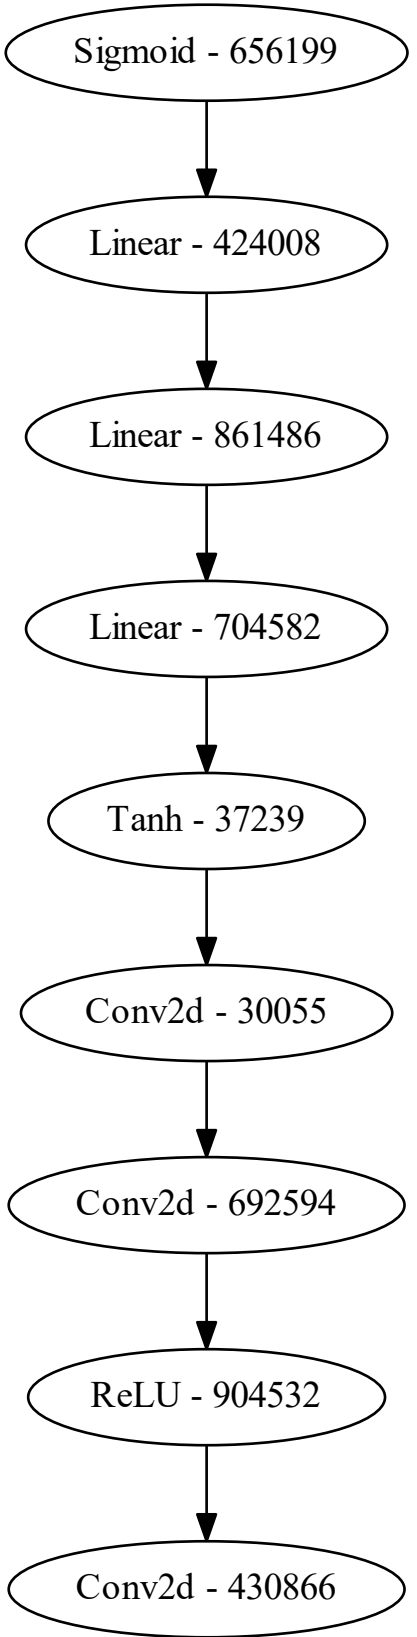 Sigmoid - 656199
Linear - 424008
Linear - 861486
Linear - 704582
Tanh - 37239
Conv2d - 30055
Conv2d - 692594
ReLU - 904532
Conv2d - 430866